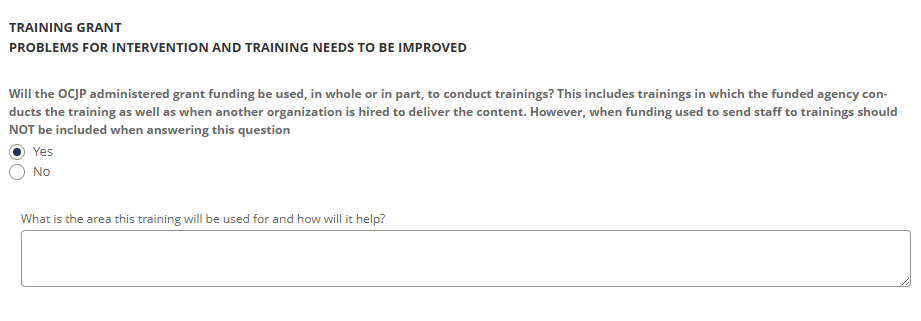 TRAINING GRANT
PROBLEMS FOR INTERVENTION AND TRAINING NEEDS TO BE IMPROVED
Will the OCJP administered grant funding be used, in whole or in part, to conduct trainings? This includes trainings in which the funded agency con-
ducts the training as well as when another organization is hired to deliver the content. However, when funding used to send staff to trainings should
NOT be included when answering this question
Yes
No
What is the area this training will be used for and how will it help?